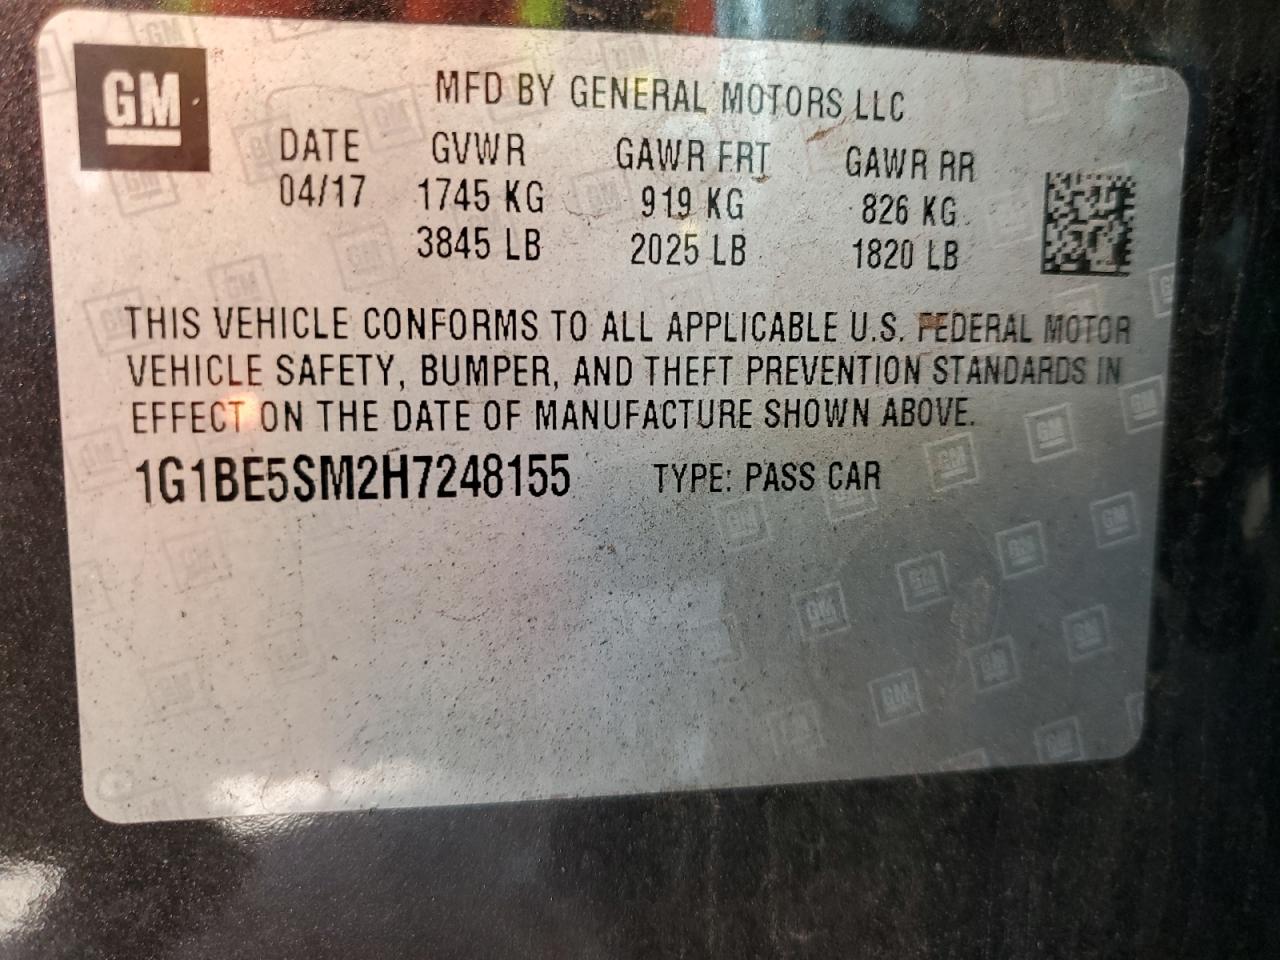 GM
MFD BY GENERAL MOTORS LLC
DATE GVWR GAWR FRT GAWR RR
04/17 1745 KG 919 KG 826 KG
3845 LB 2025 LB 1820 LB
THIS VEHICLE CONFORMS TO ALL APPLICABLE U.S. FEDERAL MOTOR
VEHICLE SAFETY, BUMPER, AND THEFT PREVENTION STANDARDS IN
EFFECT ON THE DATE OF MANUFACTURE SHOWN ABOVE.
1G1BE5SM2H7248155 TYPE: PASS CAR